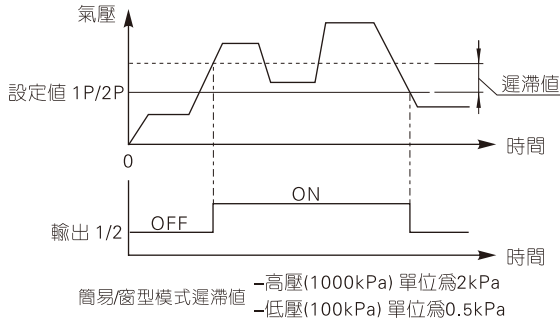 氣壓
設定值 1P/2P
遲滯值
0
時間
ON
OFF
輸出 1/2
時間
簡易/窗型模式遲滯值
–高壓(1000kPa) 單位爲2kPa
–低壓(100kPa) 單位爲0.5kPa